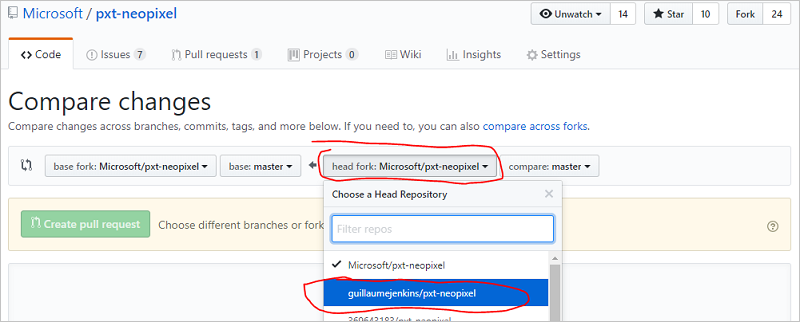 Microsoft / pxt-neopixel
Unwatch 14 Star 10 Fork 24
Code Issues 7 Pull requests 1 Projects 0 Wiki Insights Settings
Compare changes
Compare changes across branches, commits, tags, and more below. If you need to, you can also compare across forks.
base fork: Microsoft/pxt-neopixel base: master head fork: Microsoft/pxt-neopixel compare: master
Choose a Head Repository
Create pull request Choose different branches or fork
Filter repos
Microsoft/pxt-neopixel
guillaumejenkins/pxt-neopixel